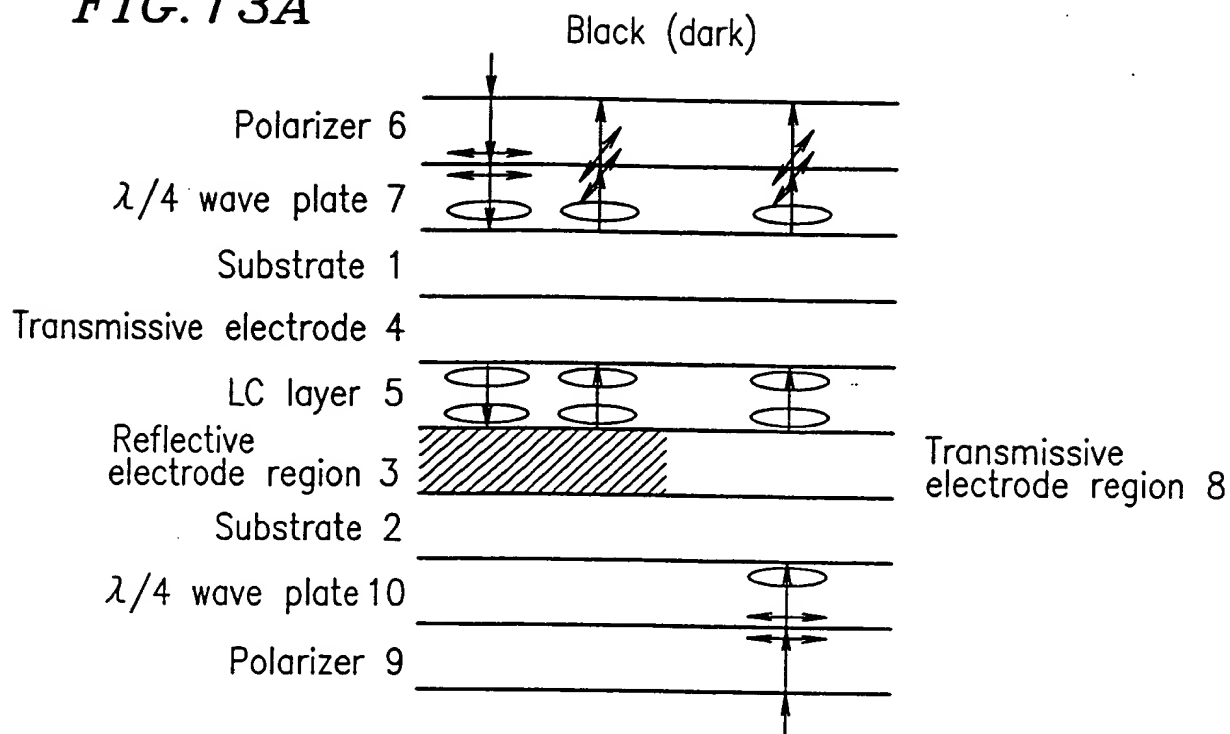 FIG. 13A
Black (dark)
Polarizer 6
λ/4 wave plate 7
Substrate 1
Transmissive electrode 4
LC layer 5
Reflective
electrode region 3
Transmissive
electrode region 8
Substrate 2
λ/4 wave plate 10
Polarizer 9